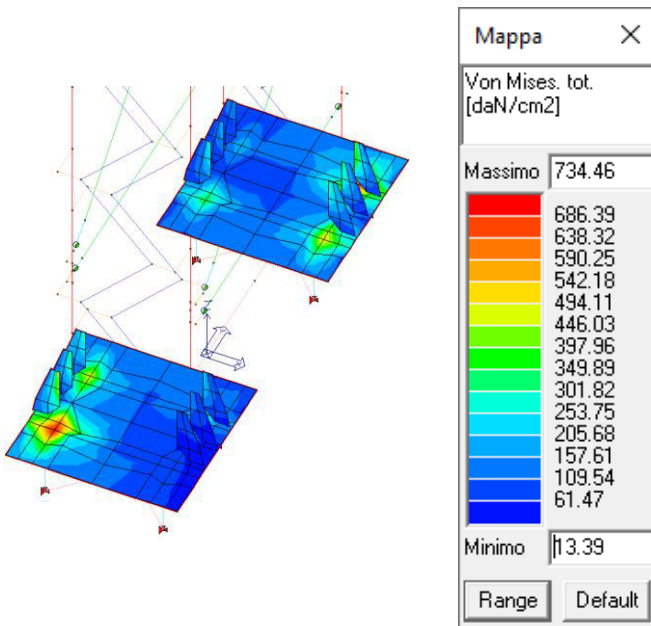 Mappa
Von Mises. tot.
[daN/cm2]
Massimo 734.46
686.39
638.32
590.25
542.18
494.11
446.03
397.96
349.89
301.82
253.75
205.68
157.61
109.54
61.47
Minimo 13.39
Range Default